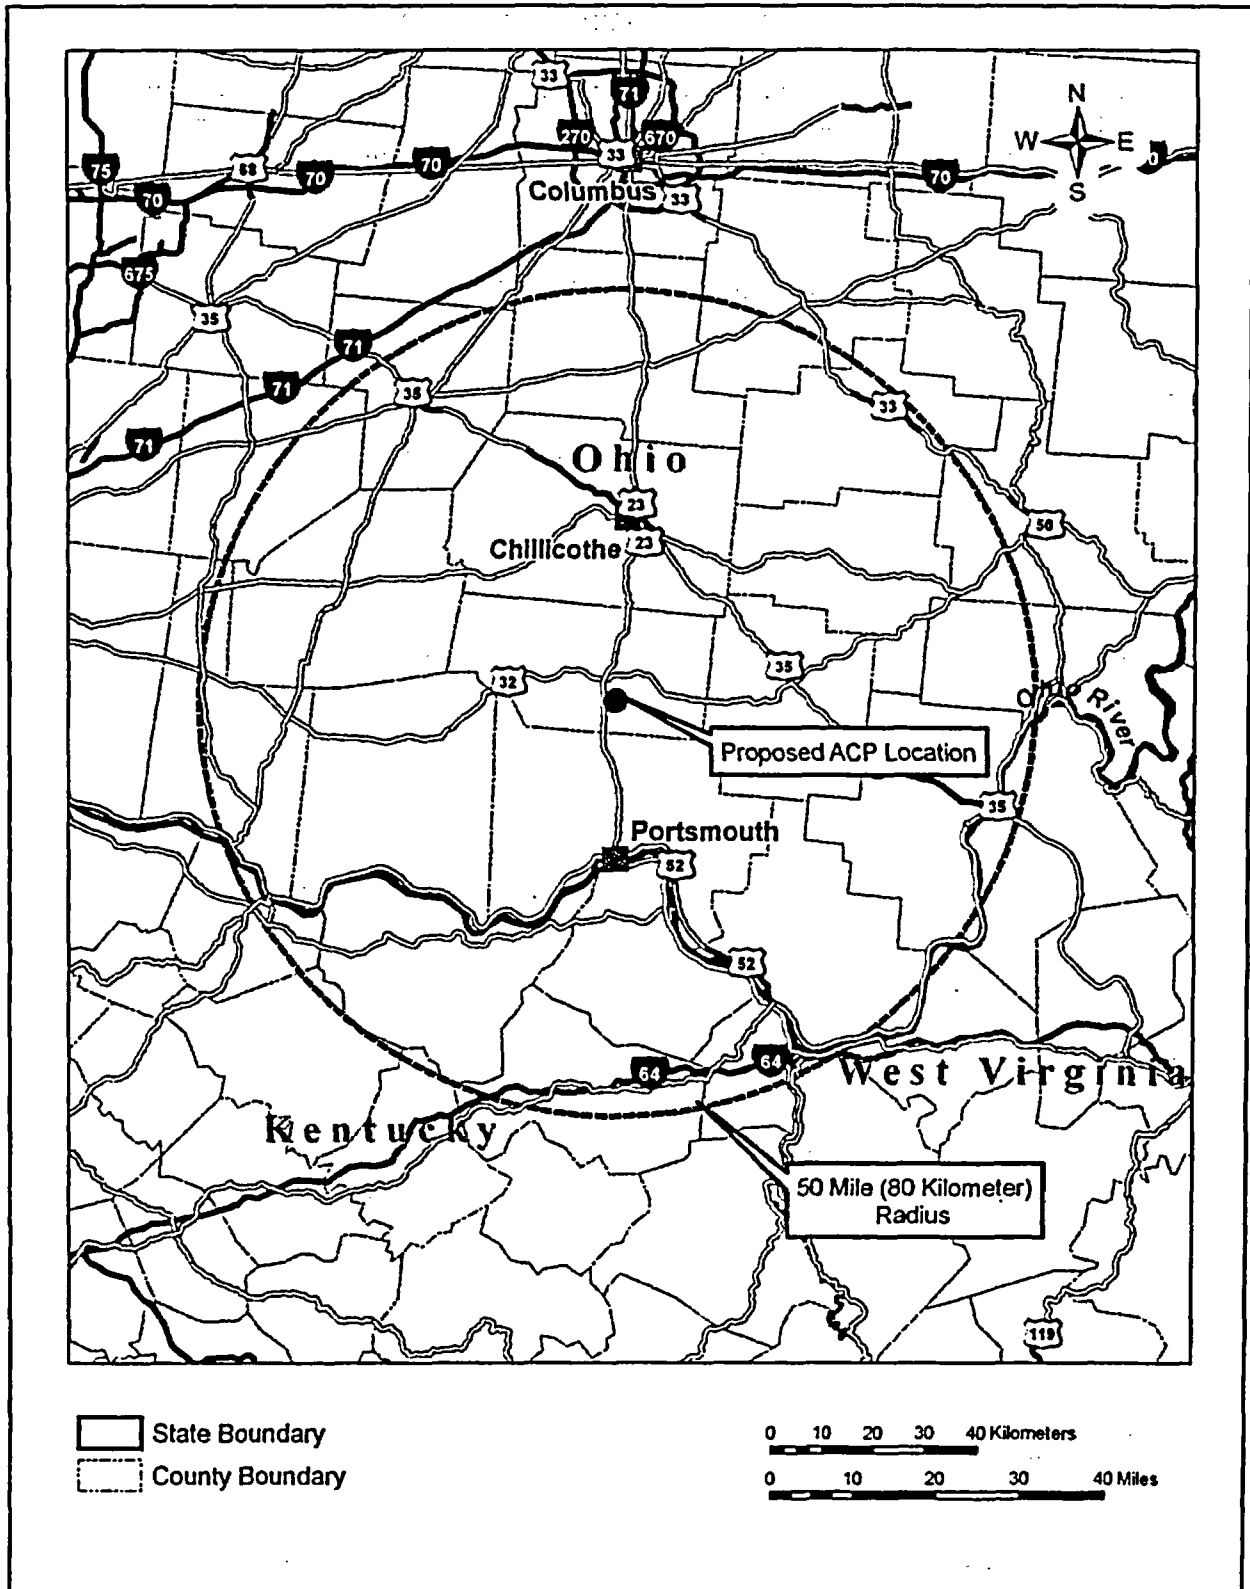 33
71
N
270
670
33
W
E
S
75
68
70
70
70
0
70
Columbus
33
675
35
71
71
35
33
71
Ohio
23
50
Chillicothe
23
35
32
Ohio River
Proposed ACP Location
35
Portsmouth
52
52
64
64
West Virginia
Kentucky
50 Mile (80 Kilometer)
Radius
119
State Boundary
County Boundary
0 10 20 30 40 Kilometers
0 10 20 30 40 Miles